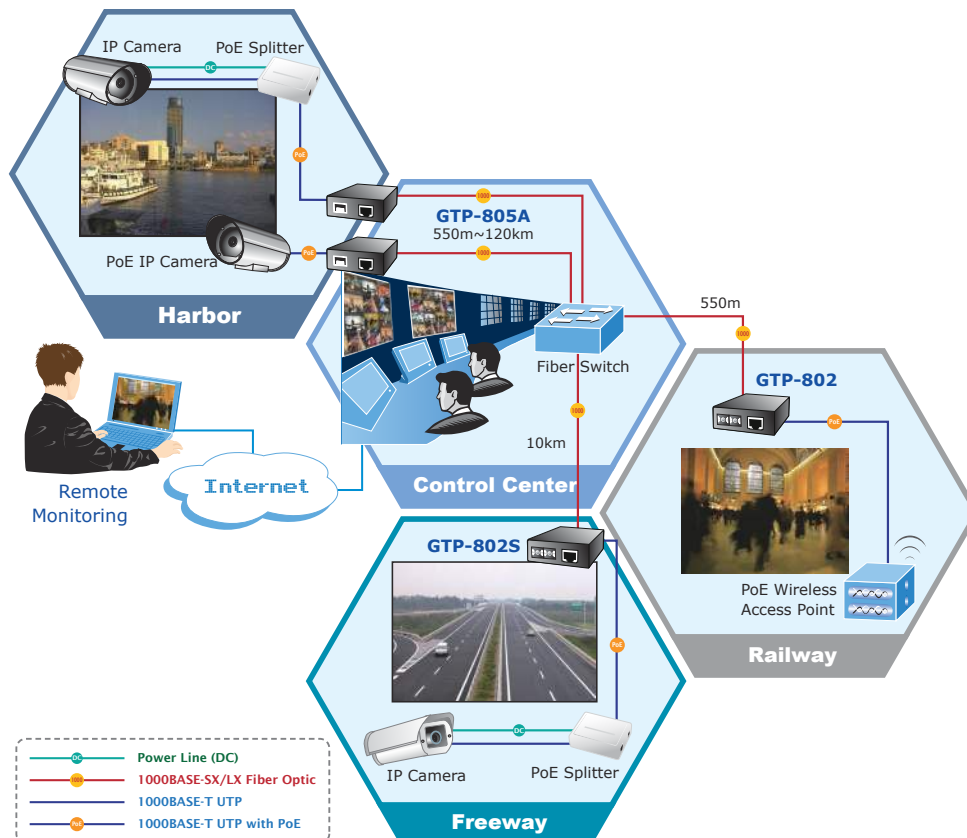 IP Camera
PoE Splitter
DC
PoE
1000
GTP-805A
550m~120km
PoE IP Camera
PoE
1000
Harbor
550m
1000
Fiber Switch
GTP-802
1000
PoE
10km
Remote
Monitoring
Internet
Control Center
GTP-802S
PoE Wireless
Access Point
PoE
Railway
DC
IP Camera
PoE Splitter
Freeway
DC
Power Line (DC)
1000
1000BASE-SX/LX Fiber Optic
1000BASE-T UTP
PoE
1000BASE-T UTP with PoE